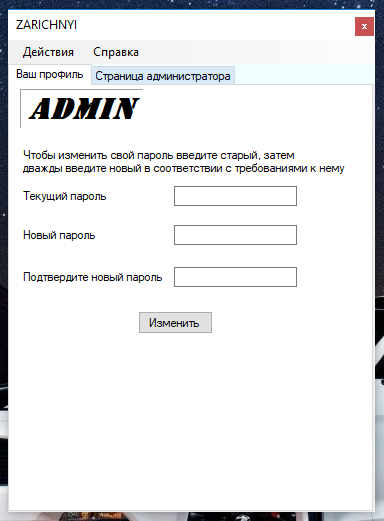 ZARICHNYI
x
Действия Справка
Ваш профиль Страница администратора
ADMIN
Чтобы изменить свой пароль введите старый, затем
дважды введите новый в соответствии с требованиями к нему
Текущий пароль
Новый пароль
Подтвердите новый пароль
Изменить